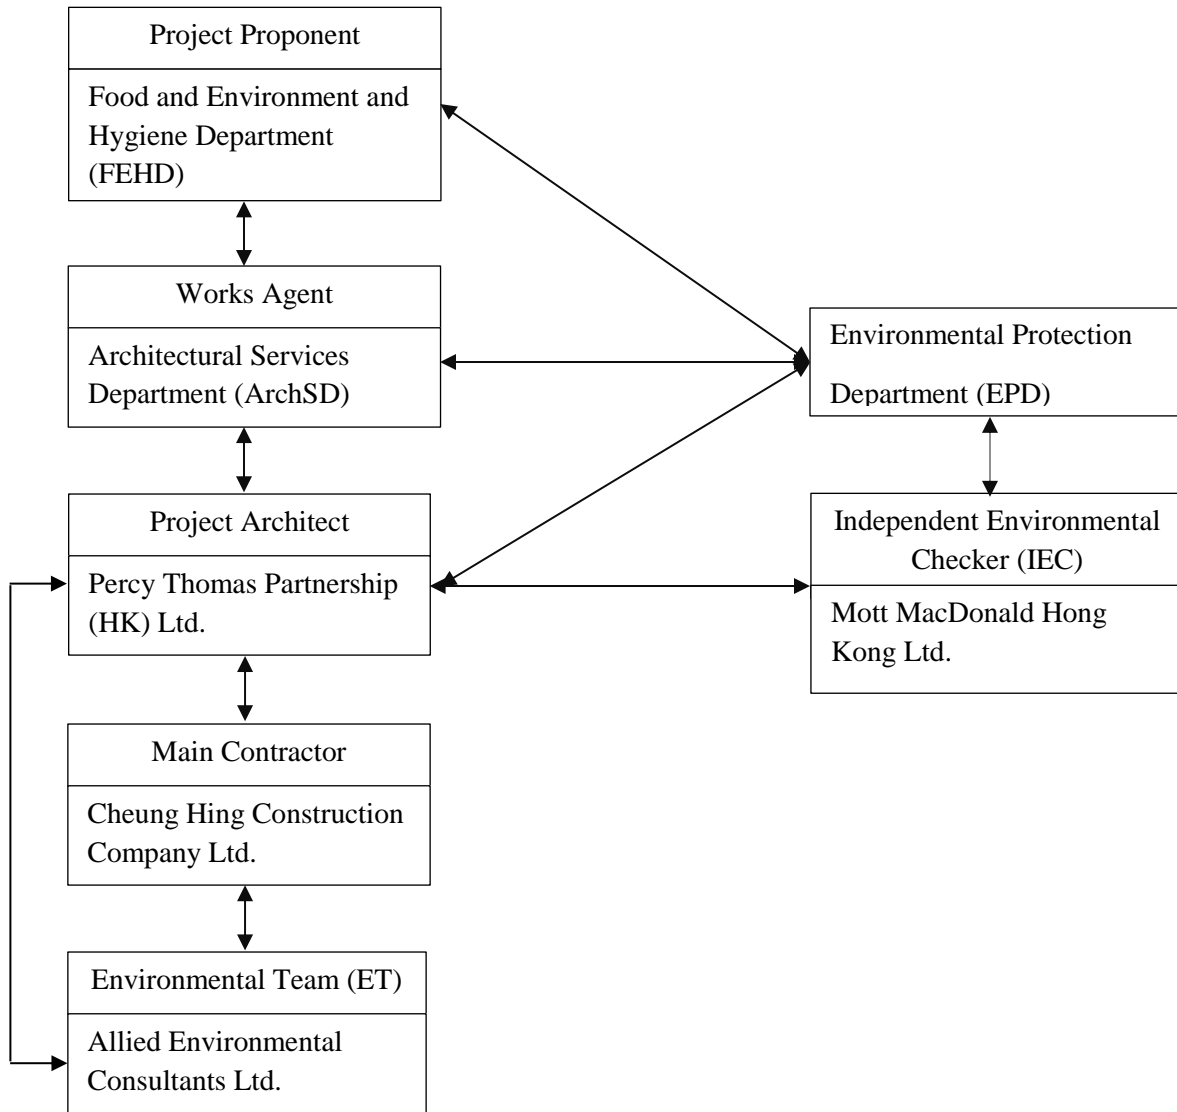 Project Proponent
Food and Environment and
Hygiene Department
(FEHD)
Works Agent
Architectural Services
Department (ArchSD)
Environmental Protection
Department (EPD)
Project Architect
Percy Thomas Partnership
(HK) Ltd.
Independent Environmental
Checker (IEC)
Mott MacDonald Hong
Kong Ltd.
Main Contractor
Cheung Hing Construction
Company Ltd.
Environmental Team (ET)
Allied Environmental
Consultants Ltd.